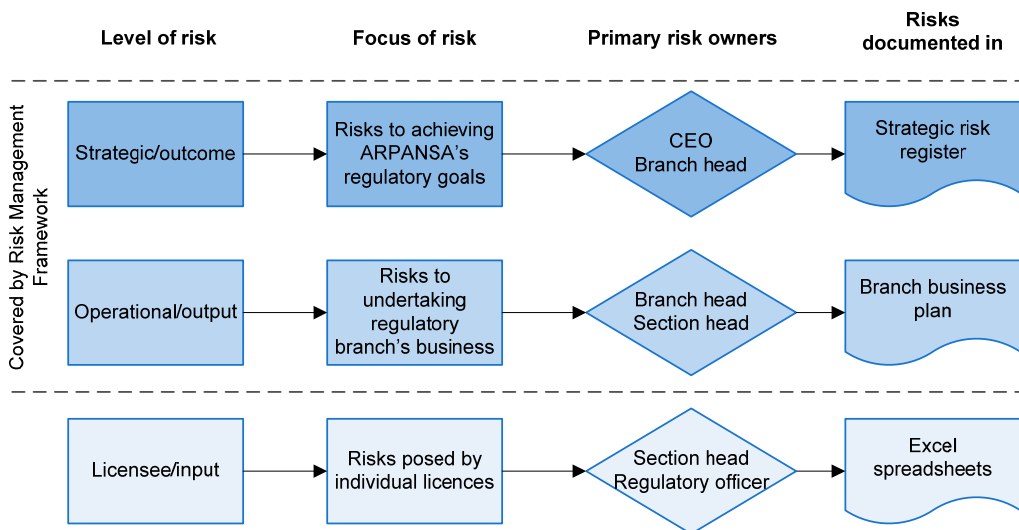 Level of risk
Focus of risk
Primary risk owners
Risks
documented in
Covered by Risk Management
Framework
Strategic/outcome
Risks to achieving
ARPANSA's
regulatory goals
CEO
Branch head
Strategic risk
register
Operational/output
Risks to
undertaking
regulatory
branch's business
Branch head
Section head
Branch business
plan
Licensee/input
Risks posed by
individual licences
Section head
Regulatory officer
Excel
spreadsheets